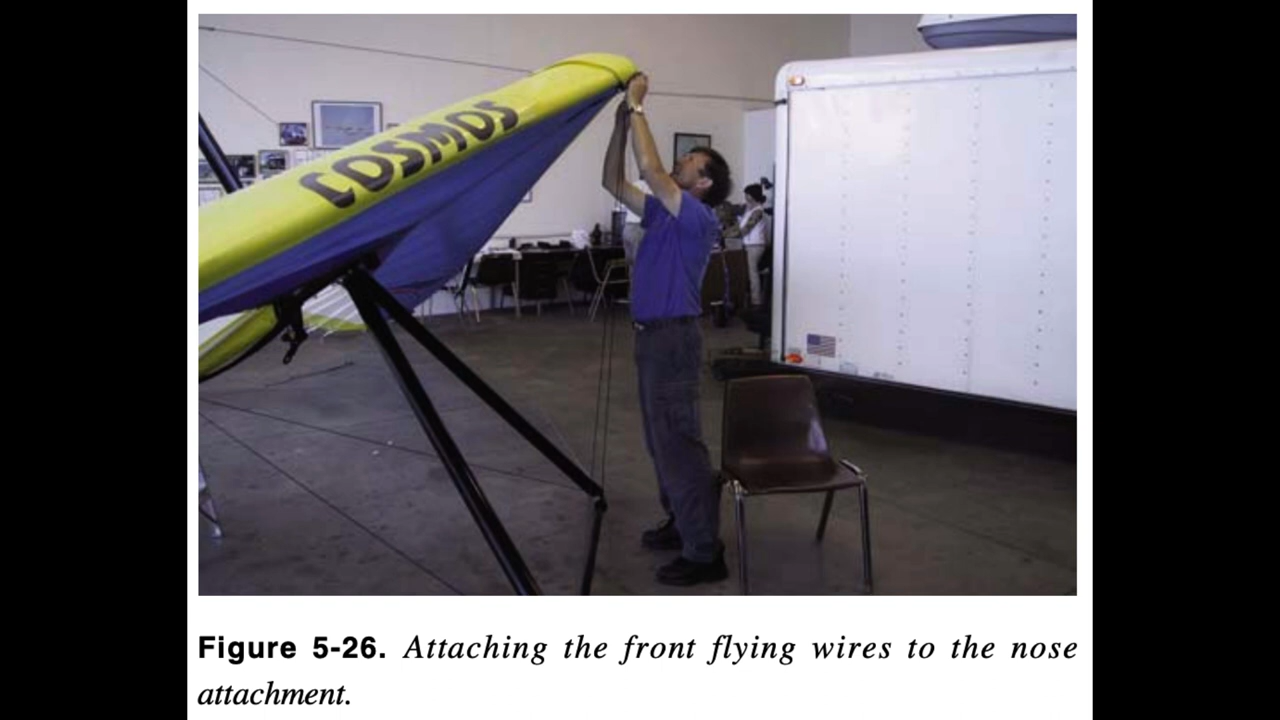 COSMOS
Figure 5-26. Attaching the front flying wires to the nose
attachment.